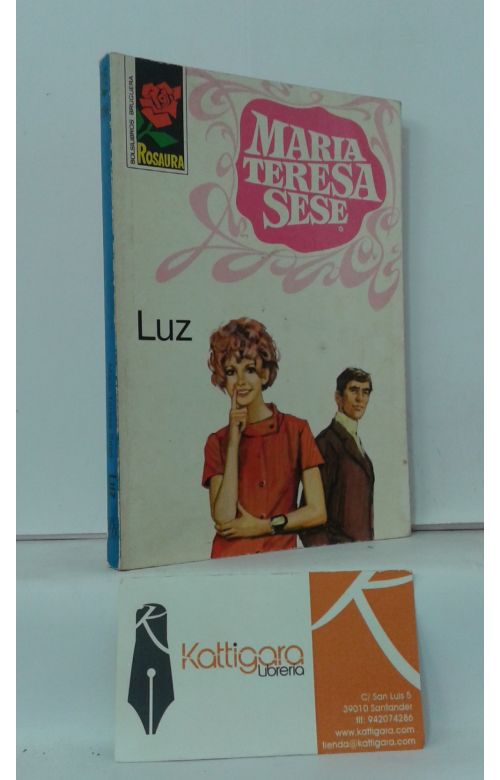 BOLSILIBROS BRUGUERA
ROSAURA
MARIA
TERESA
SESE
Luz
Luz
Kattigara
Librería
C/ San Luis 5
39010 Santander
tlf: 942074286
www.kattigara.com
tienda@kattigara.com